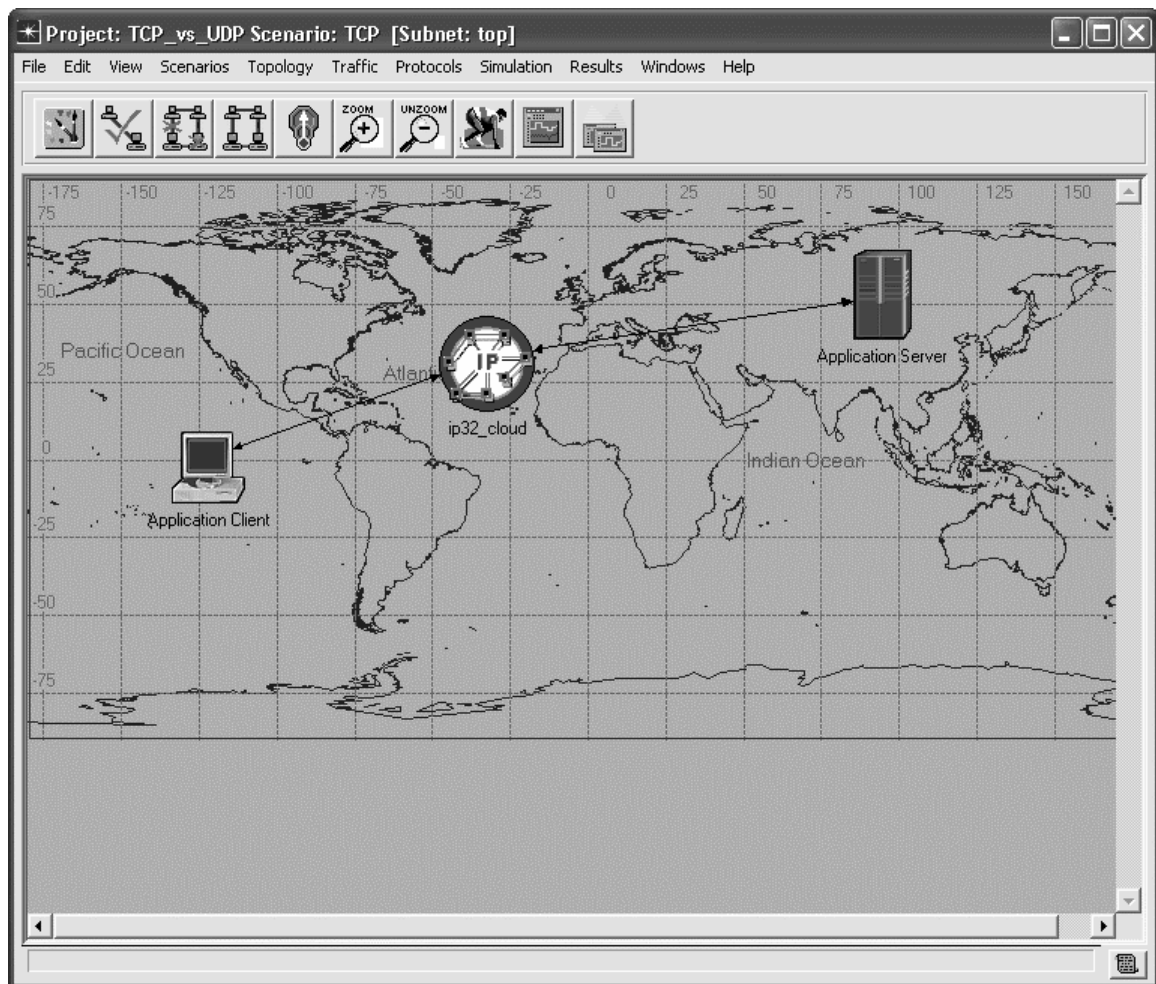 Project: TCP_vs_UDP Scenario: TCP [Subnet: top]
File Edit View Scenarios Topology Traffic Protocols Simulation Results Windows Help
ZOOM UNZOOM
-175 -150 -125 -100 -75 -50 -25 0 25 50 75 100 125 150
75
50
Pacific Ocean
Application Server
IP
25
Atlanti
ip32_cloud
0
Indian Ocean
Application Client
-25
-50
-75